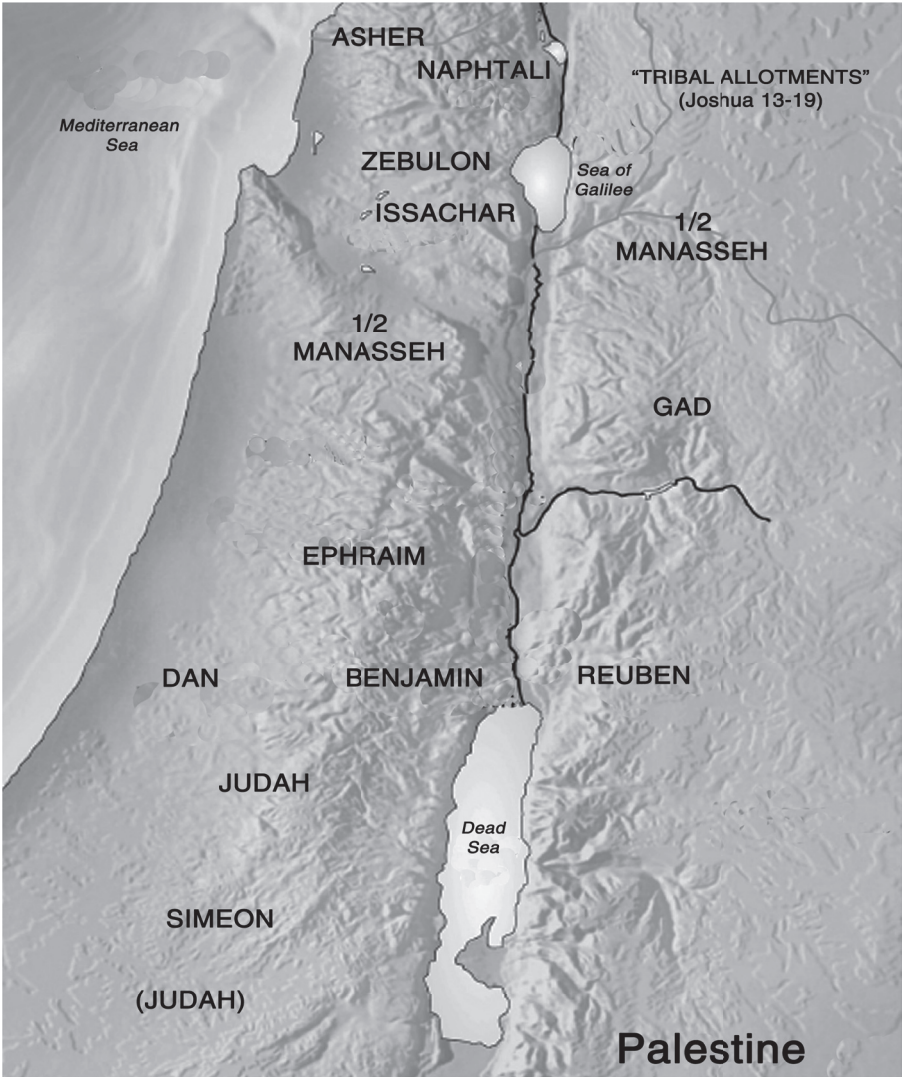 ASHER
NAPHTALI
"TRIBAL ALLOTMENTS"
(Joshua 13-19)
Mediterranean
Sea
ZEBULON
Sea of
Galilee
ISSACHAR
1/2
MANASSEH
1/2
MANASSEH
GAD
EPHRAIM
DAN
BENJAMIN
REUBEN
JUDAH
Dead
Sea
SIMEON
(JUDAH)
Palestine